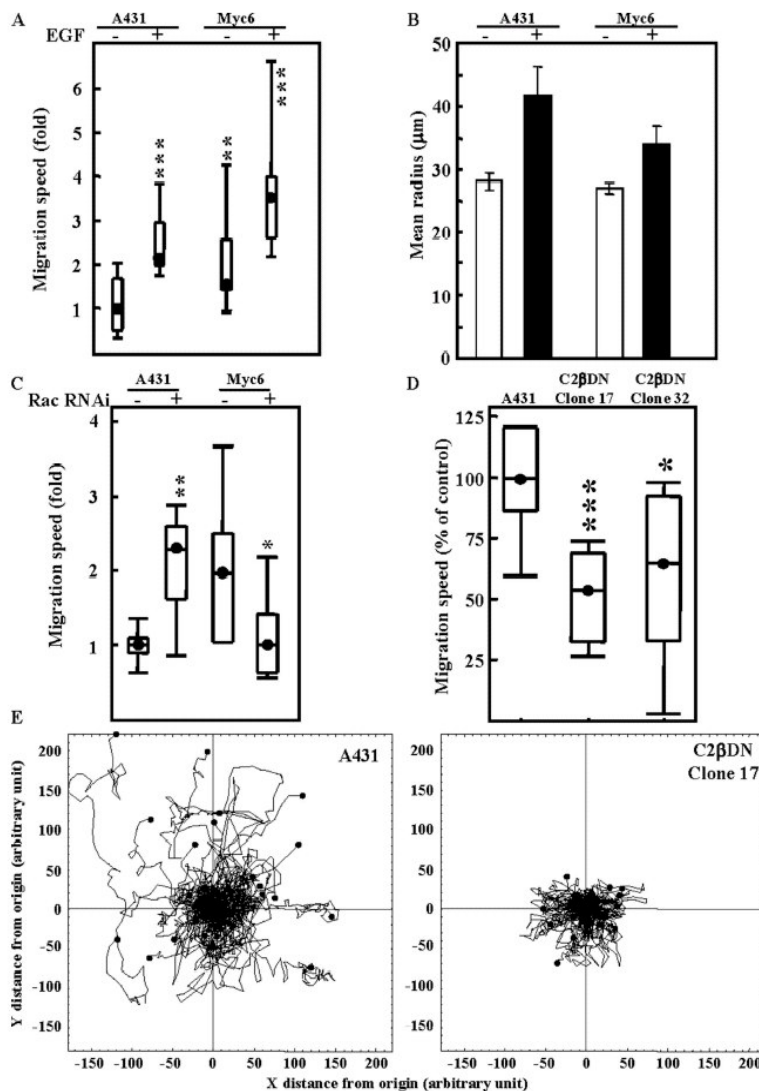 A
A431 Myc6
EGF - + - +
Migration speed (fold)
6
5
4
3
2
1
***
**
***
B
A431 Myc6
- + - +
Mean radius (µm)
50
40
30
20
10
0
C
A431 Myc6
Rac RNAi - + - +
Migration speed (fold)
4
3
2
1
**
*
D
A431 C2βDN Clone 17 C2βDN Clone 32
Migration speed (% of control)
125
100
75
50
25
***
*
E
A431
Y distance from origin (arbitrary unit)
200
150
100
50
0
-50
-100
-150
-150 -100 -50 0 50 100 150 200
C2βDN
Clone 17
200
150
100
50
0
-50
-100
-150
-150 -100 -50 0 50 100 150 200
X distance from origin (arbitrary unit)